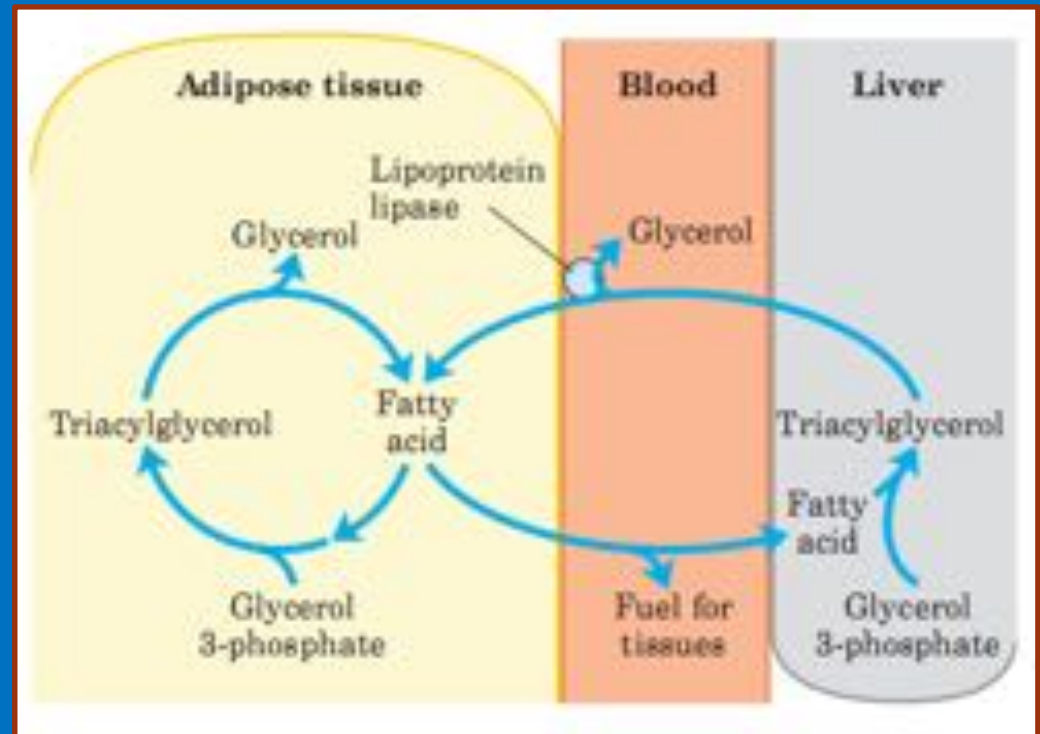 Adipose tissue
Blood
Liver
Lipoprotein
lipase
Glycerol
Glycerol
Triacylglycerol
Fatty
acid
Triacylglycerol
Fatty
acid
Glycerol
3-phosphate
Fuel for
tissues
Glycerol
3-phosphate